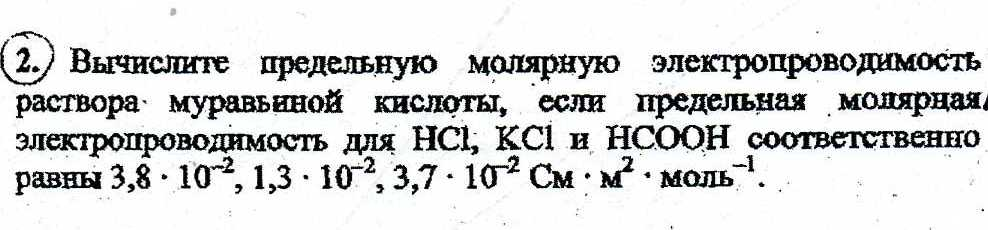 2. Вычислите предельную молярную электропроводимость
раствора муравьиной кислоты, если предельная молярная
электропроводимость для HCl, KCl и HCOOH соответственно
равны 3,8 · 10⁻², 1,3 · 10⁻², 3,7 · 10⁻² См · м² · моль⁻¹.